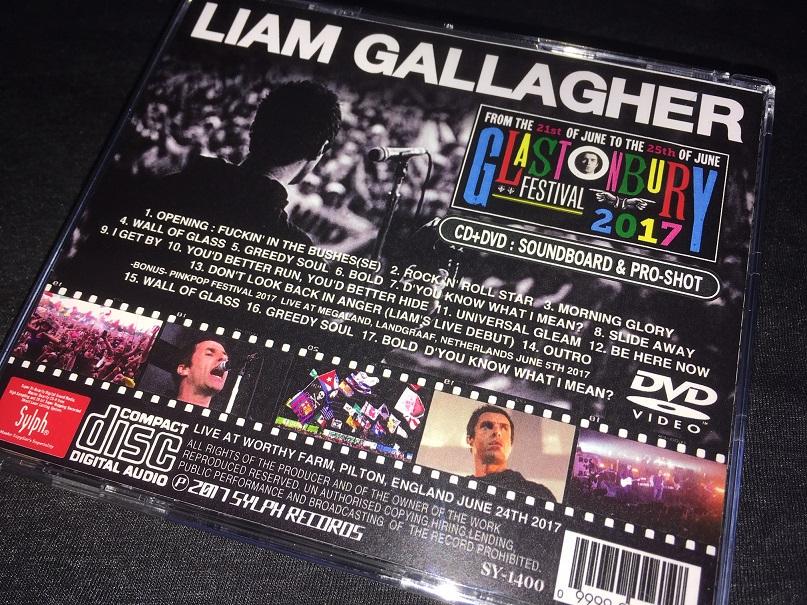 LIAM GALLAGHER
FROM THE 21st OF JUNE TO THE 25th OF JUNE
GLASTONBURY
FESTIVAL
2017
CD+DVD : SOUNDBOARD & PRO-SHOT
1. OPENING : FUCKIN' IN THE BUSHES(SE) 2. ROCK'N' ROLL STAR 3. MORNING GLORY
4. WALL OF GLASS 5. GREEDY SOUL 6. BOLD 7. D'YOU KNOW WHAT I MEAN? 8. SLIDE AWAY
9. I GET BY 10. YOU'D BETTER RUN, YOU'D BETTER HIDE 11. UNIVERSAL GLEAM 12. BE HERE NOW
13. DON'T LOOK BACK IN ANGER (LIAM'S LIVE DEBUT) 14. OUTRO
-BONUS- PINKPOP FESTIVAL 2017 LIVE AT MEGALAND, LANDGRAAF, NETHERLANDS JUNE 5TH 2017
15. WALL OF GLASS 16. GREEDY SOUL 17. BOLD D'YOU KNOW WHAT I MEAN?
DVD
VIDEO
Sylph
COMPACT
disc
DIGITAL AUDIO
LIVE AT WORTHY FARM, PILTON, ENGLAND JUNE 24TH 2017
ALL RIGHTS OF THE PRODUCER AND OF THE OWNER OF THE WORK
REPRODUCED RESERVED. UN AUTHORISED COPYING,HIRING,LENDING,
PUBLIC PERFORMANCE AND BROADCASTING OF THE RECORD PROHIBITED.
Ⓟ 2017 SYLPH RECORDS
SY-1400
0 9990